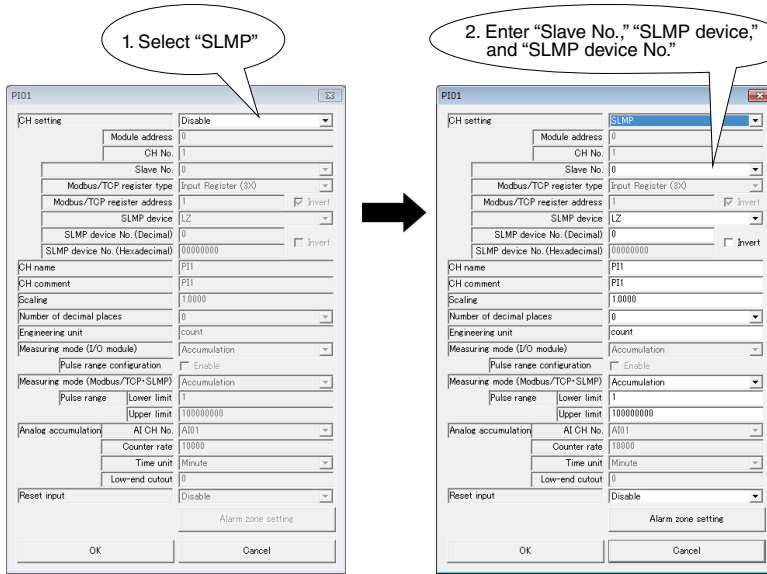 1. Select “SLMP”
2. Enter “Slave No.,” “SLMP device,”
and “SLMP device No.”
PI01
CH setting Disable
Module address 0
CH No. 1
Slave No. 0
Modbus/TCP register type Input Register (3X)
Modbus/TCP register address 1 Invert
SLMP device LZ
SLMP device No. (Decimal) 0
Invert
SLMP device No. (Hexadecimal) 00000000
CH name PI1
CH comment PI1
Scaling 1.0000
Number of decimal places 0
Engineering unit count
Measuring mode (I/O module) Accumulation
Pulse range configuration Enable
Measuring mode (Modbus/TCP･SLMP) Accumulation
Pulse range Lower limit 1
Upper limit 100000000
Analog accumulation AI CH No. AI01
Counter rate 10000
Time unit Minute
Low-end cutout 0
Reset input Disable
Alarm zone setting
OK Cancel
PI01
CH setting SLMP
Module address 0
CH No. 1
Slave No. 0
Modbus/TCP register type Input Register (3X)
Modbus/TCP register address 1 Invert
SLMP device LZ
SLMP device No. (Decimal) 0
Invert
SLMP device No. (Hexadecimal) 00000000
CH name PI1
CH comment PI1
Scaling 1.0000
Number of decimal places 0
Engineering unit count
Measuring mode (I/O module) Accumulation
Pulse range configuration Enable
Measuring mode (Modbus/TCP･SLMP) Accumulation
Pulse range Lower limit 1
Upper limit 100000000
Analog accumulation AI CH No. AI01
Counter rate 10000
Time unit Minute
Low-end cutout 0
Reset input Disable
Alarm zone setting
OK Cancel